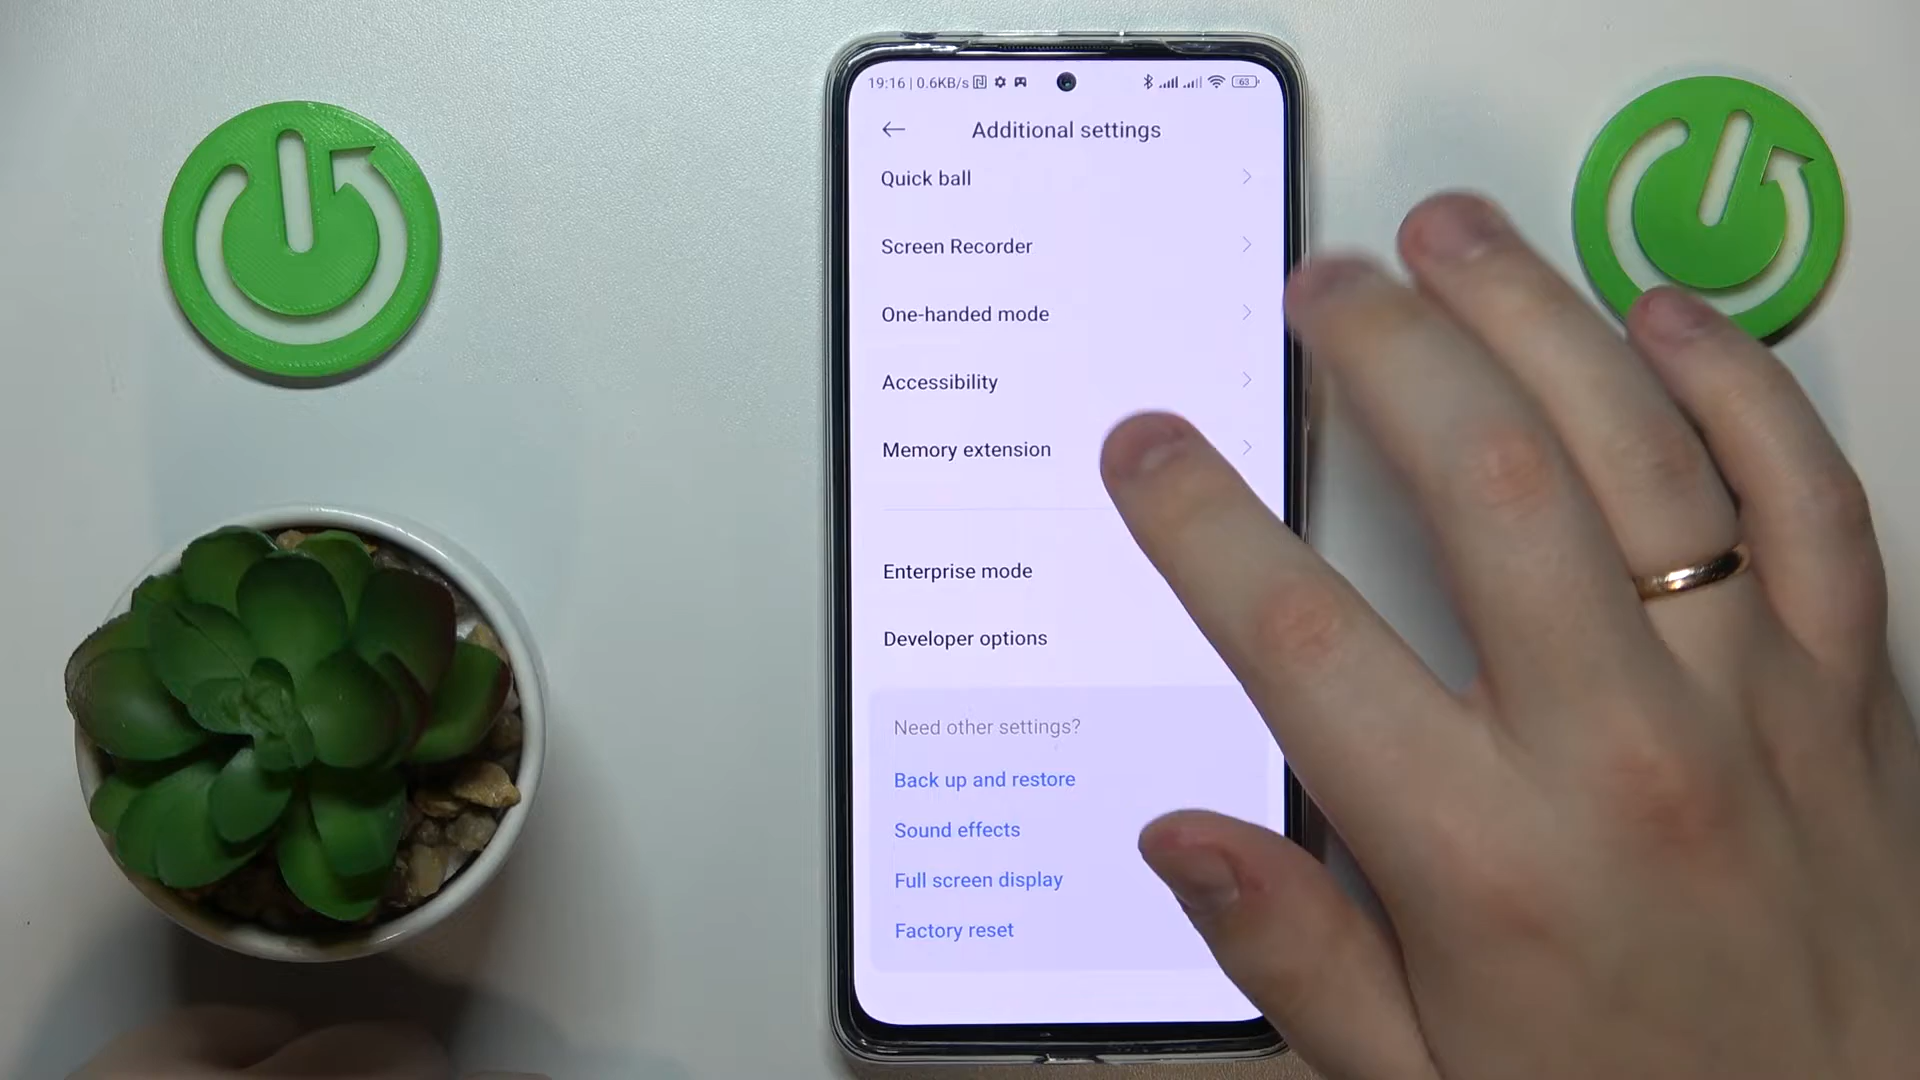 19:16 | 0.6KB/s
63
Additional settings
Quick ball
Screen Recorder
One-handed mode
Accessibility
Memory extension
Enterprise mode
Developer options
Need other settings?
Back up and restore
Sound effects
Full screen display
Factory reset